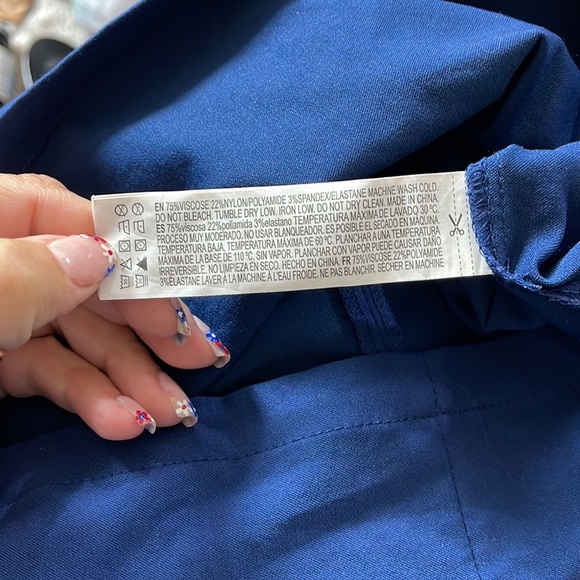 EN 75%VISCOSE 22%NYLON/POLYAMIDE 3%SPANDEX/ELASTANE MACHINE WASH COLD.
DO NOT BLEACH. TUMBLE DRY LOW. IRON LOW. DO NOT DRY CLEAN. MADE IN CHINA.
ES 75%viscosa 22%poliamida 3%elastano TEMPERATURA MÁXIMA DE LAVADO 30 ºC.
PROCESO MUY MODERADO. NO USAR BLANQUEADOR. ES POSIBLE EL SECADO EN MÁQUINA.
TEMPERATURA BAJA. TEMPERATURA MÁXIMA DE 60 ºC. PLANCHAR A UNA TEMPERATURA
MÁXIMA DE LA BASE DE 110 ºC, SIN VAPOR. PLANCHAR CON VAPOR PUEDE CAUSAR DAÑO
IRREVERSIBLE. NO LIMPIEZA EN SECO. HECHO EN CHINA. FR 75%VISCOSE 22%POLYAMIDE
3%ELASTANE LAVER À LA MACHINE À L'EAU FROIDE. NE PAS BLANCHIR. SÉCHER EN MACHINE